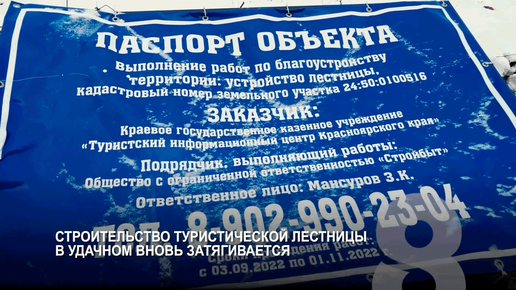 ПАСПОРТ ОБЪЕКТА
Выполнение работ по благоустройству
территории: устройство лестницы,
кадастровый номер земельного участка 24:50:0100516
ЗАКАЗЧИК:
Краевое государственное казенное учреждение
«Туристский информационный центр Красноярского края»
Подрядчик, выполняющий работы:
Общество с ограниченной ответственностью «Стройбыт»
Ответственное лицо: Мансуров З.К.
8-902-990-23-04
СТРОИТЕЛЬСТВО ТУРИСТИЧЕСКОЙ ЛЕСТНИЦЫ
В УДАЧНОМ ВНОВЬ ЗАТЯГИВАЕТСЯ
8
работ:
с 03.09.2022 по 01.11.2022